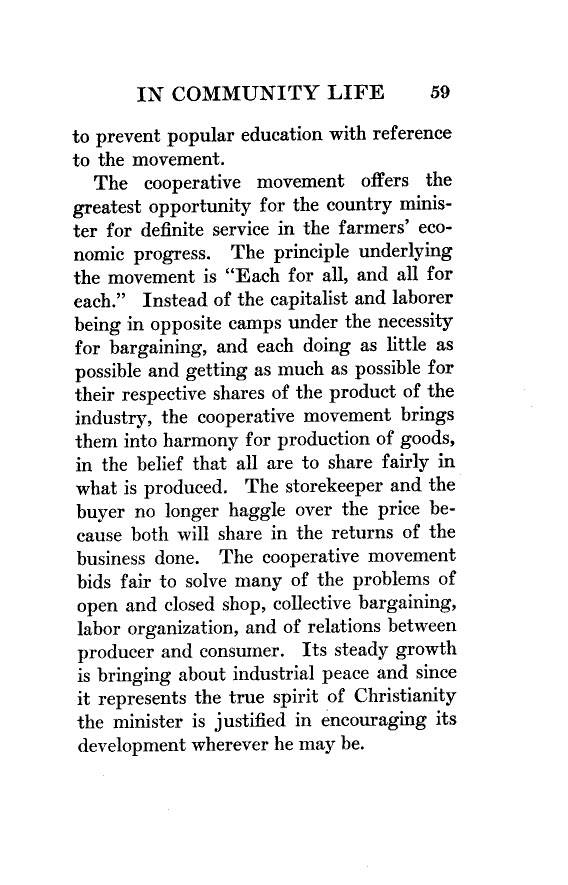 IN COMMUNITY LIFE 59
to prevent popular education with reference
to the movement.
The cooperative movement offers the
greatest opportunity for the country minis-
ter for definite service in the farmers' eco-
nomic progress. The principle underlying
the movement is "Each for all, and all for
each." Instead of the capitalist and laborer
being in opposite camps under the necessity
for bargaining, and each doing as little as
possible and getting as much as possible for
their respective shares of the product of the
industry, the cooperative movement brings
them into harmony for production of goods,
in the belief that all are to share fairly in
what is produced. The storekeeper and the
buyer no longer haggle over the price be-
cause both will share in the returns of the
business done. The cooperative movement
bids fair to solve many of the problems of
open and closed shop, collective bargaining,
labor organization, and of relations between
producer and consumer. Its steady growth
is bringing about industrial peace and since
it represents the true spirit of Christianity
the minister is justified in encouraging its
development wherever he may be.